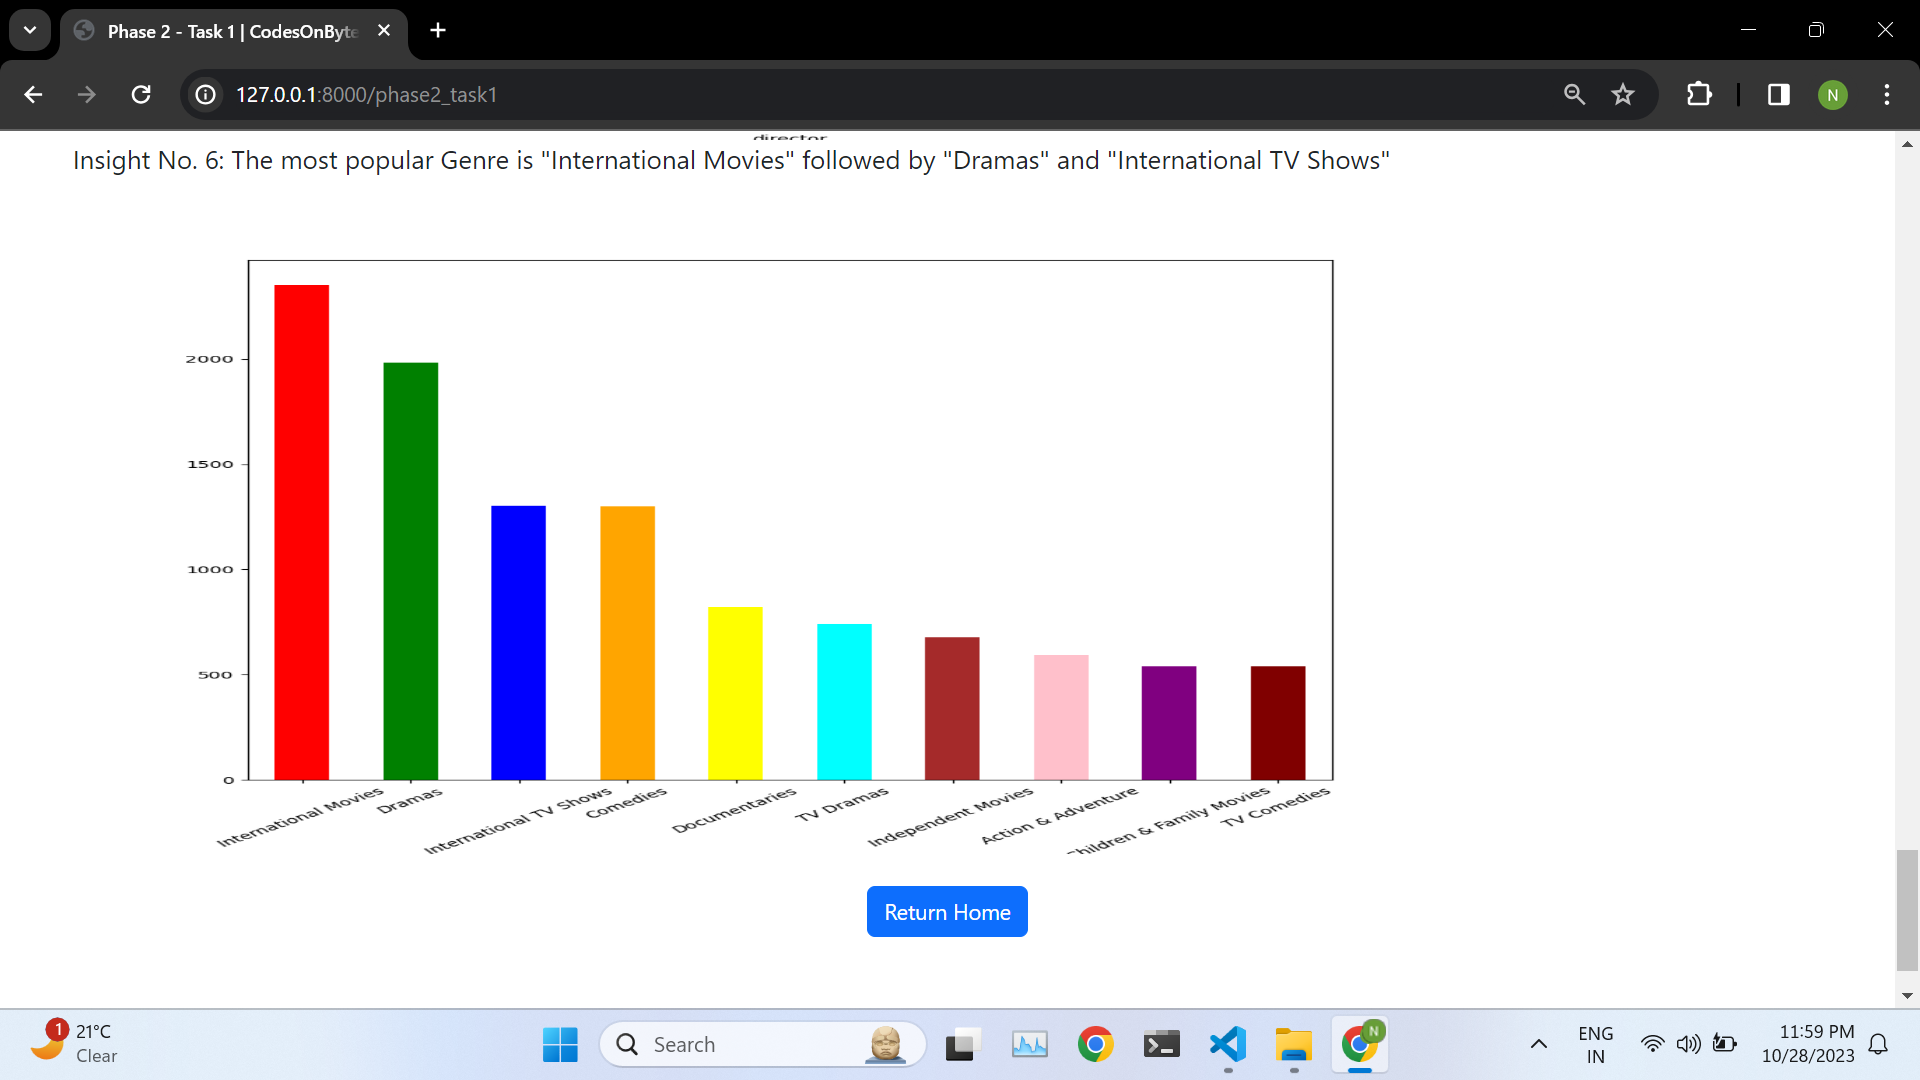 Phase 2 - Task 1 | CodesOnByte
127.0.0.1:8000/phase2_task1
N
director
Insight No. 6: The most popular Genre is "International Movies" followed by "Dramas" and "International TV Shows"
2000
1500
1000
500
0
International Movies
Dramas
International TV Shows
Comedies
Documentaries
TV Dramas
Independent Movies
Action & Adventure
Children & Family Movies
TV Comedies
Return Home
1
21°C
Clear
Search
N
ENG
IN
11:59 PM
10/28/2023